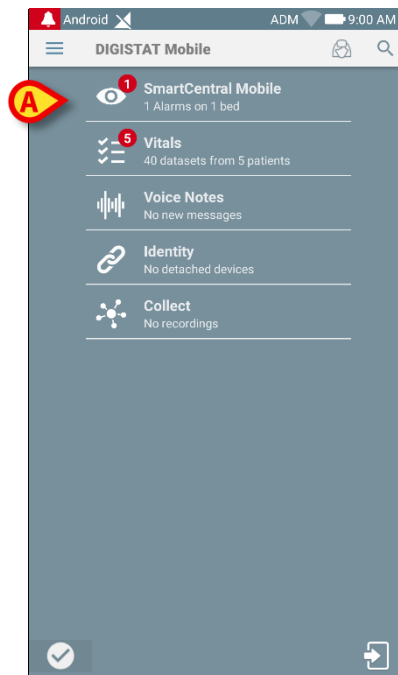 Android ADM 9:00 AM
DIGISTAT Mobile
1
SmartCentral Mobile
A
1 Alarms on 1 bed
5
Vitals
40 datasets from 5 patients
Voice Notes
No new messages
Identity
No detached devices
Collect
No recordings